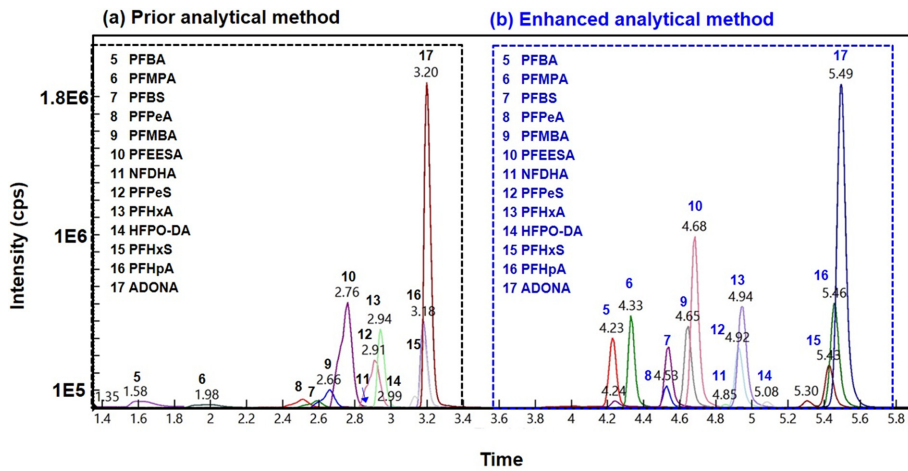 (a) Prior analytical method
(b) Enhanced analytical method
Intensity (cps)
1.8E6
1E6
1E5
5 PFBA
6 PFMPA
7 PFBS
8 PFPeA
9 PFMBA
10 PFEESA
11 NFDHA
12 PFPeS
13 PFHxA
14 HFPO-DA
15 PFHxS
16 PFHpA
17 ADONA
17
3.20
10
2.76
13
2.94
16
3.18
12
2.91
15
9
2.66
11
14
2.99
8
7
5
1.58
6
1.98
1.35
1.4 1.6 1.8 2 2.2 2.4 2.6 2.8 3 3.2 3.4 3.6
5 PFBA
6 PFMPA
7 PFBS
8 PFPeA
9 PFMBA
10 PFEESA
11 NFDHA
12 PFPeS
13 PFHxA
14 HFPO-DA
15 PFHxS
16 PFHpA
17 ADONA
17
5.49
10
4.68
13
4.94
16
5.46
6
4.33
5
4.23
9
4.65
12
4.92
7
4.53
15
5.43
8
11
4.85
14
5.08
4.24
5.30
3.8 4 4.2 4.4 4.6 4.8 5 5.2 5.4 5.6 5.8
Time